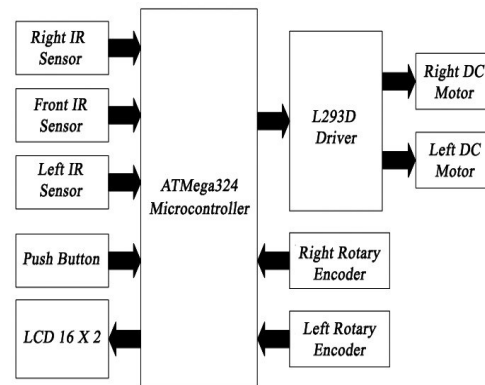 Right IR
Sensor
Front IR
Sensor
Left IR
Sensor
Push Button
LCD 16 X 2
ATMega324
Microcontroller
L293D
Driver
Right DC
Motor
Left DC
Motor
Right Rotary
Encoder
Left Rotary
Encoder